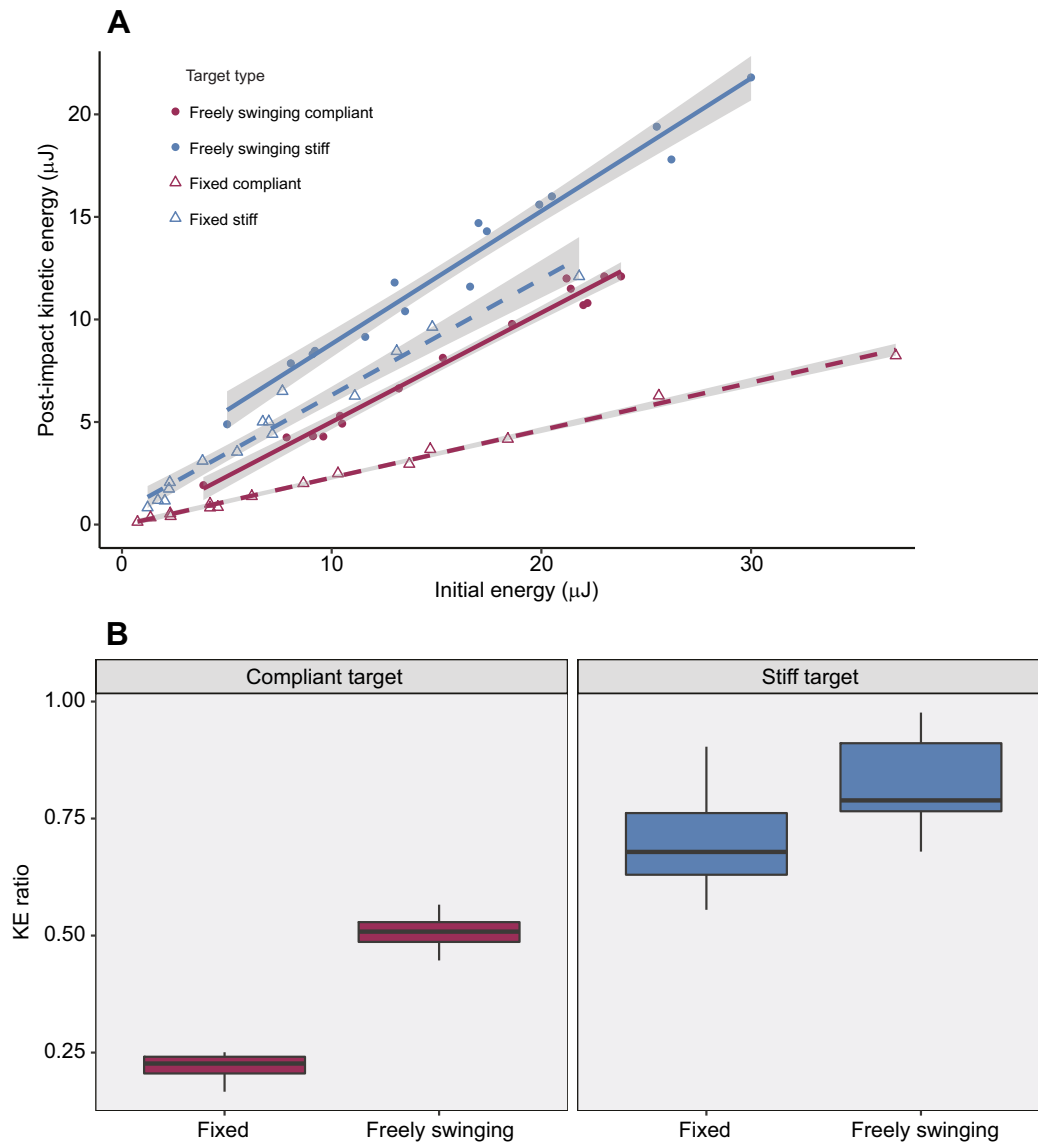 A
Target type
Freely swinging compliant
Freely swinging stiff
Fixed compliant
Fixed stiff
Post-impact kinetic energy (μJ)
20
15
10
5
0
0 10 20 30
Initial energy (μJ)
B
Compliant target Stiff target
KE ratio
1.00
0.75
0.50
0.25
Fixed Freely swinging Fixed Freely swinging